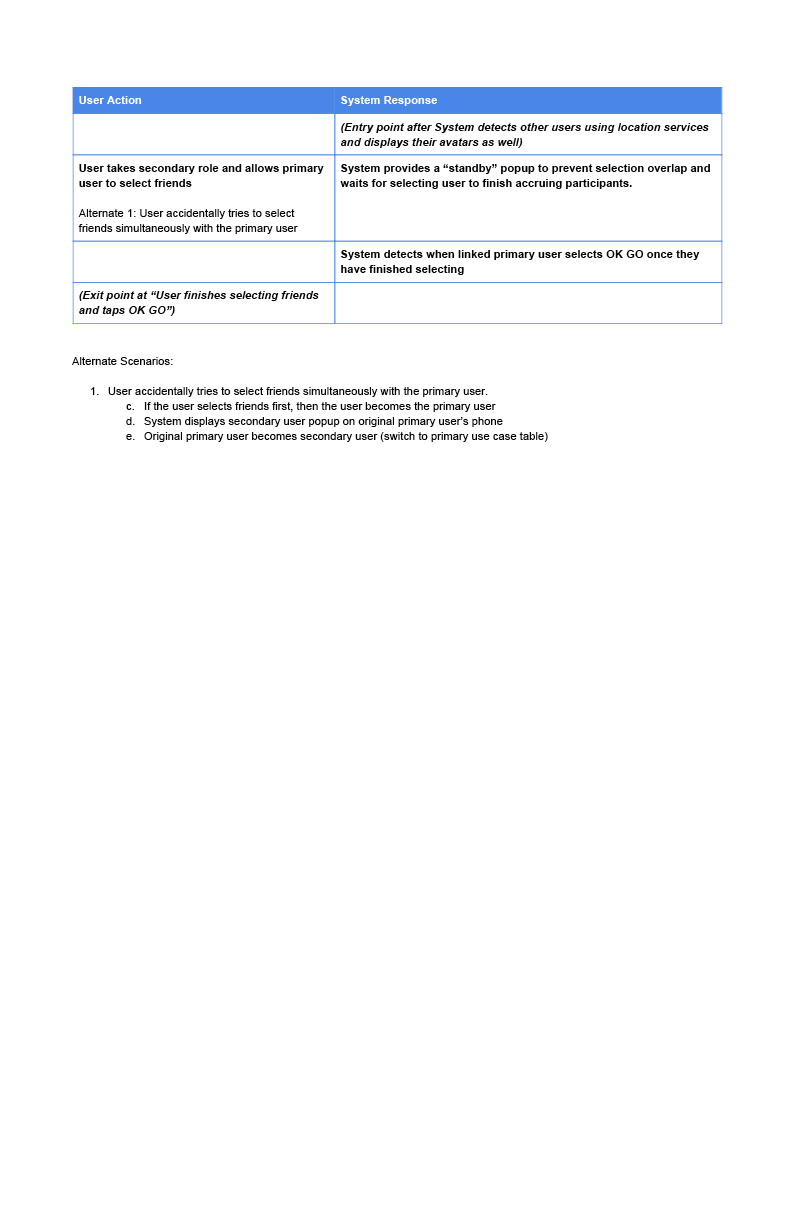 User Action
System Response
(Entry point after System detects other users using location services
and displays their avatars as well)
User takes secondary role and allows primary
user to select friends
Alternate 1: User accidentally tries to select
friends simultaneously with the primary user
System provides a “standby” popup to prevent selection overlap and
waits for selecting user to finish accruing participants.
System detects when linked primary user selects OK GO once they
have finished selecting
(Exit point at “User finishes selecting friends
and taps OK GO”)
Alternate Scenarios:
1. User accidentally tries to select friends simultaneously with the primary user.
c. If the user selects friends first, then the user becomes the primary user
d. System displays secondary user popup on original primary user’s phone
e. Original primary user becomes secondary user (switch to primary use case table)